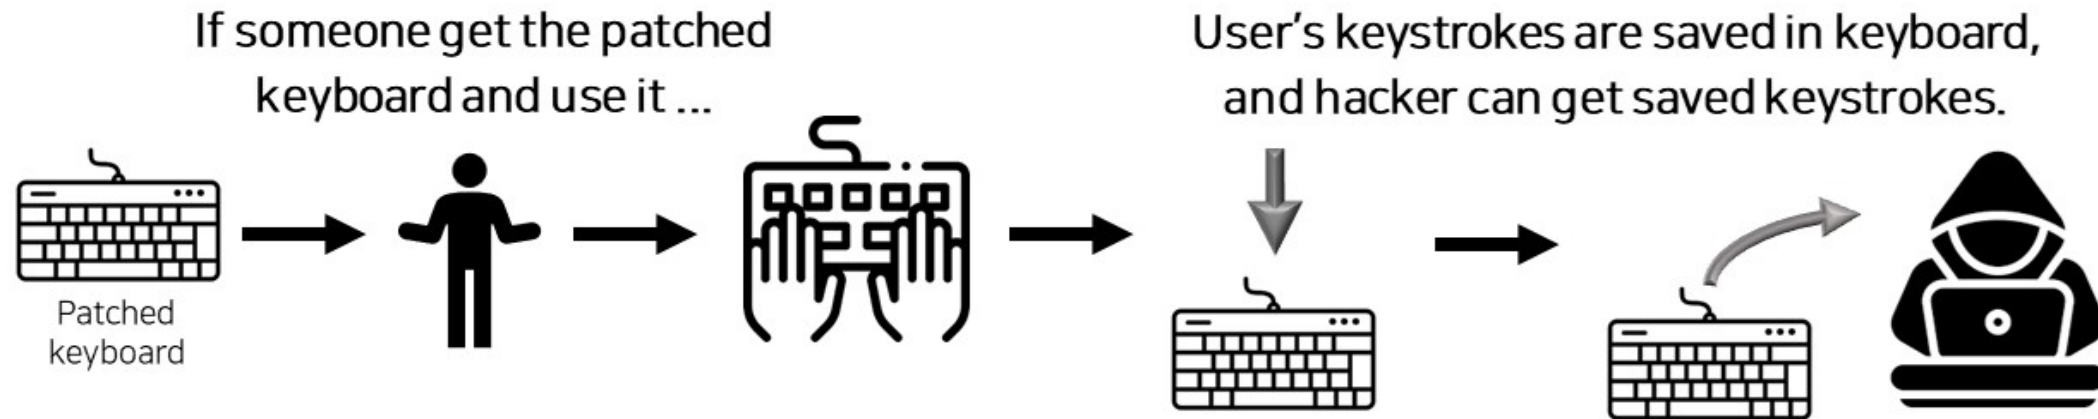 If someone get the patched
keyboard and use it ...
User's keystrokes are saved in keyboard,
and hacker can get saved keystrokes.
Patched
keyboard